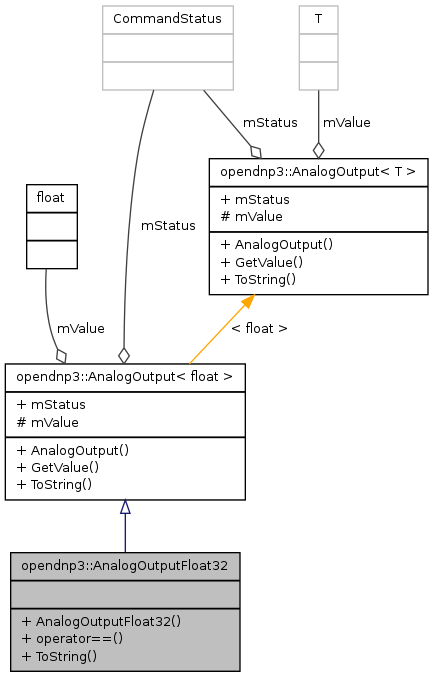 CommandStatus
T
mStatus
mValue
opendnp3::AnalogOutput< T >
+ mStatus
# mValue
+ AnalogOutput()
+ GetValue()
+ ToString()
float
mStatus
mValue
< float >
opendnp3::AnalogOutput< float >
+ mStatus
# mValue
+ AnalogOutput()
+ GetValue()
+ ToString()
opendnp3::AnalogOutputFloat32
+ AnalogOutputFloat32()
+ operator==()
+ ToString()